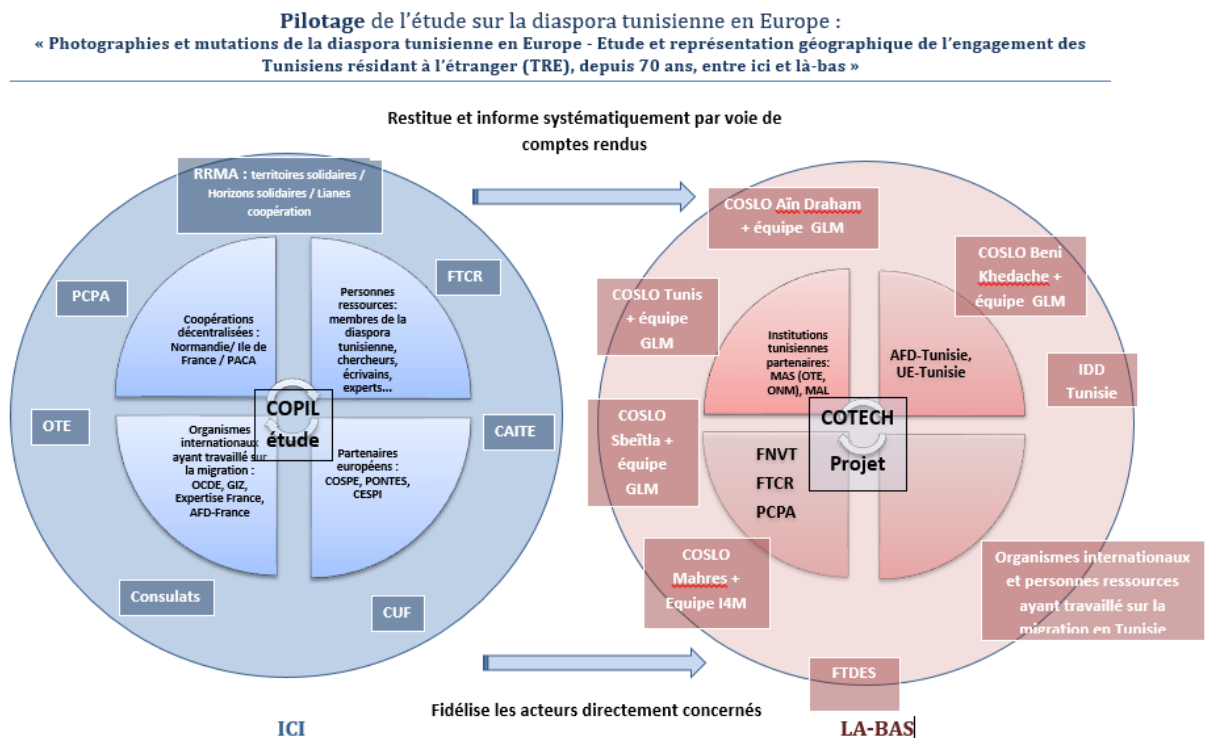 Pilotage de l'étude sur la diaspora tunisienne en Europe :
« Photographies et mutations de la diaspora tunisienne en Europe - Etude et représentation géographique de l'engagement des
Tunisiens résidant à l'étranger (TRE), depuis 70 ans, entre ici et là-bas »
Restitue et informe systématiquement par voie de
comptes rendus
RRMA : territoires solidaires /
Horizons solidaires / Lianes
coopération
PCPA
FTCR
Coopérations
décentralisées :
Normandie/ Ile de
France / PACA
Personnes
ressources:
membres de la
diaspora
tunisienne,
chercheurs,
écrivains,
experts...
COPIL
étude
OTE
CAITE
Organismes
internationaux
ayant travaillé sur
la migration :
OCDE, GIZ,
Expertise France,
AFD-France
Partenaires
européens :
COSPE, PONTES,
CESPI
Consulats
CUF
ICI
COSLO Aïn Draham
+ équipe GLM
COSLO Beni
Khedache +
équipe GLM
COSLO Tunis
+ équipe
GLM
Institutions
tunisiennes
partenaires:
MAS (OTE,
ONM), MAL
AFD-Tunisie,
UE-Tunisie
IDD
Tunisie
COTECH
Projet
COSLO
Sbeïtla +
équipe
GLM
FNVT
FTCR
PCPA
COSLO
Mahres +
Equipe I4M
Organismes internationaux
et personnes ressources
ayant travaillé sur la
migration en Tunisie
FTDES
Fidélise les acteurs directement concernés
LA-BAS